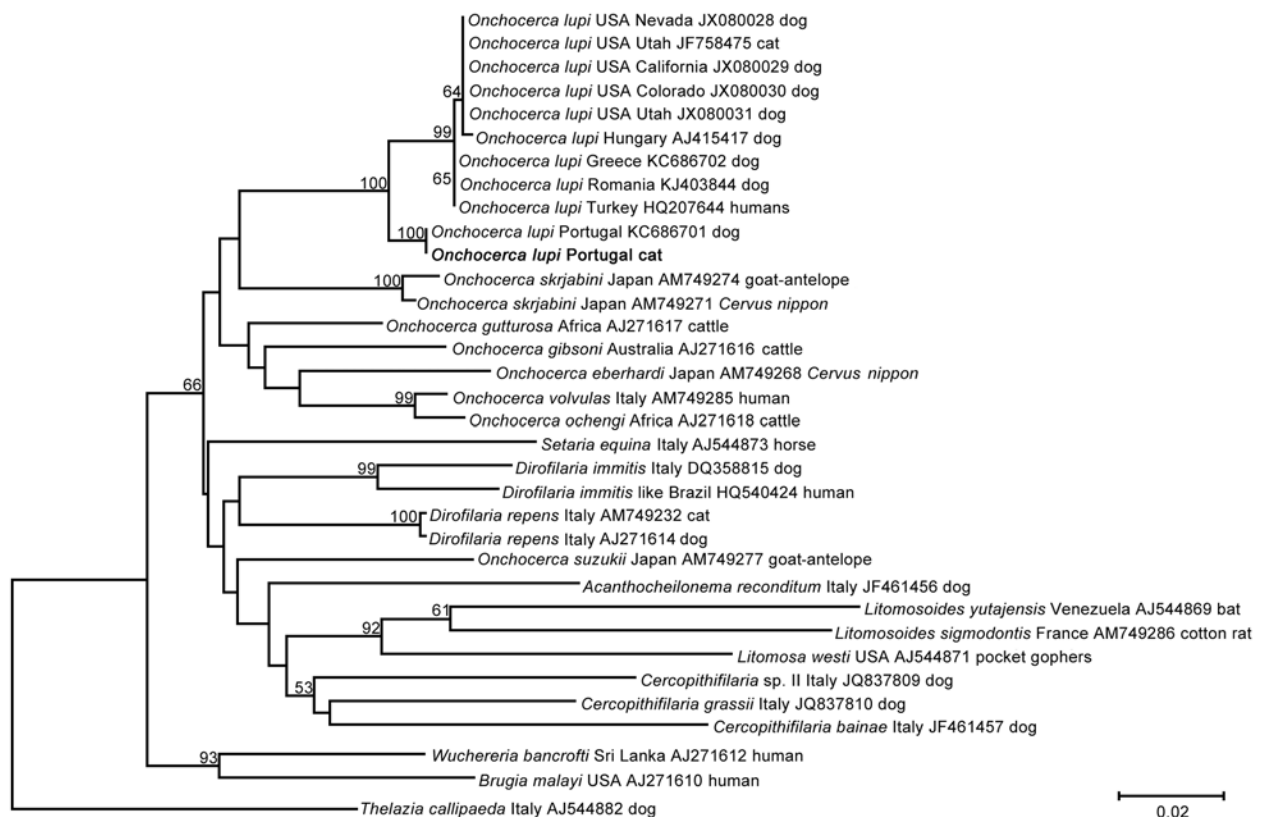 Onchocerca lupi USA Nevada JX080028 dog
Onchocerca lupi USA Utah JF758475 cat
Onchocerca lupi USA California JX080029 dog
64
Onchocerca lupi USA Colorado JX080030 dog
Onchocerca lupi USA Utah JX080031 dog
99
Onchocerca lupi Hungary AJ415417 dog
Onchocerca lupi Greece KC686702 dog
65
100
Onchocerca lupi Romania KJ403844 dog
Onchocerca lupi Turkey HQ207644 humans
100
Onchocerca lupi Portugal KC686701 dog
Onchocerca lupi Portugal cat
100
Onchocerca skrjabini Japan AM749274 goat-antelope
Onchocerca skrjabini Japan AM749271 Cervus nippon
Onchocerca gutturosa Africa AJ271617 cattle
Onchocerca gibsoni Australia AJ271616 cattle
Onchocerca eberhardi Japan AM749268 Cervus nippon
66
99
Onchocerca volvulas Italy AM749285 human
Onchocerca ochengi Africa AJ271618 cattle
Setaria equina Italy AJ544873 horse
99
Dirofilaria immitis Italy DQ358815 dog
Dirofilaria immitis like Brazil HQ540424 human
100
Dirofilaria repens Italy AM749232 cat
Dirofilaria repens Italy AJ271614 dog
Onchocerca suzukii Japan AM749277 goat-antelope
Acanthocheilonema reconditum Italy JF461456 dog
61
Litomosoides yutajensis Venezuela AJ544869 bat
92
Litomosoides sigmodontis France AM749286 cotton rat
Litomosa westi USA AJ544871 pocket gophers
53
Cercopithifilaria sp. II Italy JQ837809 dog
Cercopithifilaria grassii Italy JQ837810 dog
Cercopithifilaria bainae Italy JF461457 dog
93
Wuchereria bancrofti Sri Lanka AJ271612 human
Brugia malayi USA AJ271610 human
Thelazia callipaeda Italy AJ544882 dog
0.02